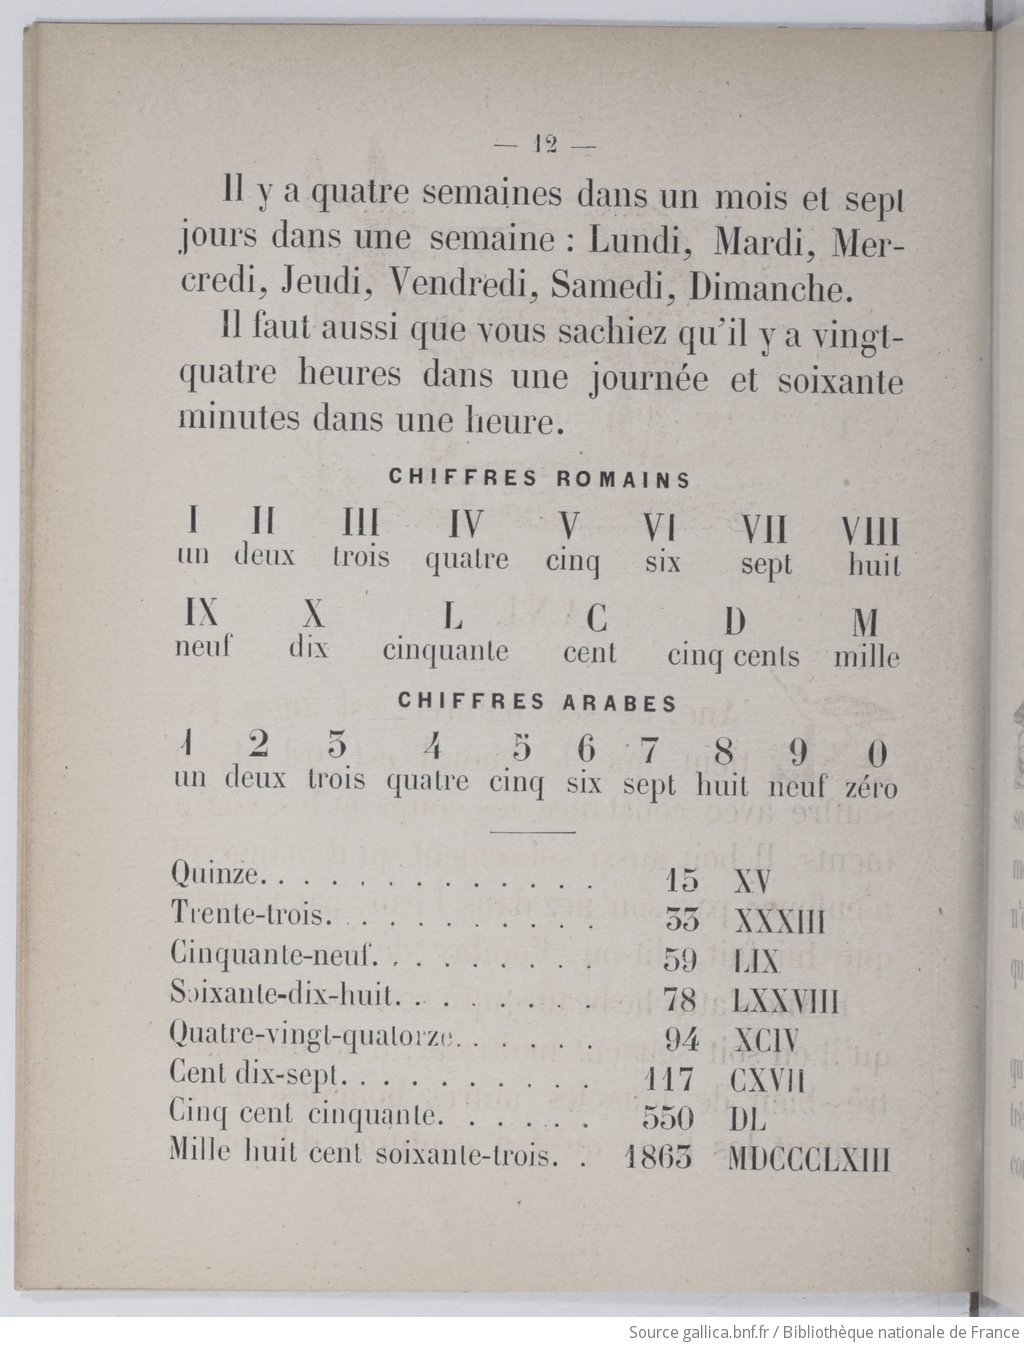 — 12 —
Il y a quatre semaines dans un mois et sept
jours dans une semaine : Lundi, Mardi, Mer-
credi, Jeudi, Vendredi, Samedi, Dimanche.
Il faut aussi que vous sachiez qu'il y a vingt-
quatre heures dans une journée et soixante
minutes dans une heure.
CHIFFRES ROMAINS
I II III IV V VI VII VIII
un deux trois quatre cinq six sept huit
IX X L C D M
neuf dix cinquante cent cinq cents mille
CHIFFRES ARABES
1 2 3 4 5 6 7 8 9 0
un deux trois quatre cinq six sept huit neuf zéro
Quinze. . . . . . . . . . . . . 15 XV
Trente-trois. . . . . . . . . . 33 XXXIII
Cinquante-neuf. . . . . . . . . 59 LIX
Soixante-dix-huit. . . . . . . . 78 LXXVIII
Quatre-vingt-quatorze. . . . . . 94 XCIV
Cent dix-sept. . . . . . . . . . 117 CXVII
Cinq cent cinquante. . . . . . 550 DL
Mille huit cent soixante-trois. . 1863 MDCCCLXIII
Source gallica.bnf.fr / Bibliothèque nationale de France